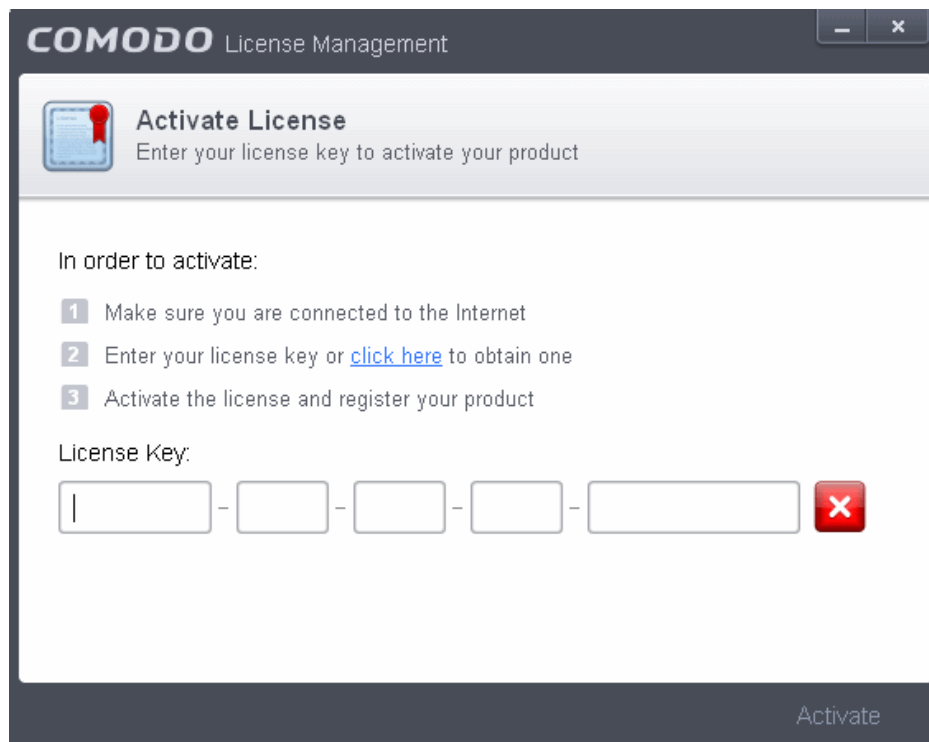 COMODO License Management
Activate License
Enter your license key to activate your product
In order to activate:
1 Make sure you are connected to the Internet
2 Enter your license key or click here to obtain one
3 Activate the license and register your product
License Key:
- - - -
Activate